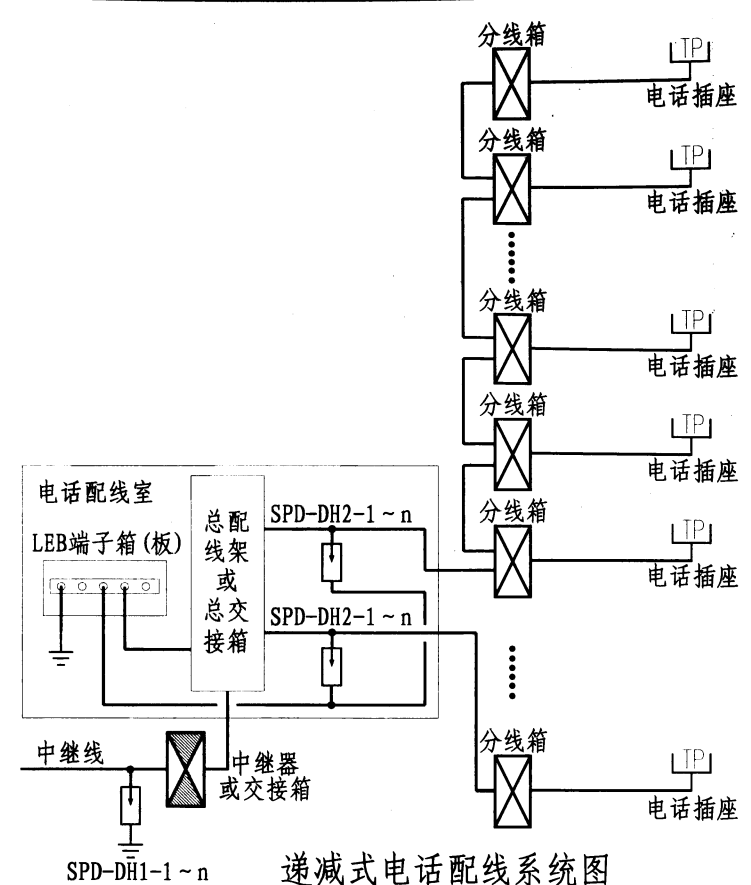 分线箱
TP
电话插座
分线箱
TP
电话插座
分线箱
TP
电话插座
分线箱
TP
电话插座
分线箱
TP
电话插座
电话配线室
LEB端子箱(板)
总配
线架
或
总交
接箱
SPD-DH2-1~n
SPD-DH2-1~n
分线箱
TP
电话插座
中继线
中继器
或交接箱
SPD-DH1-1~n
递减式电话配线系统图